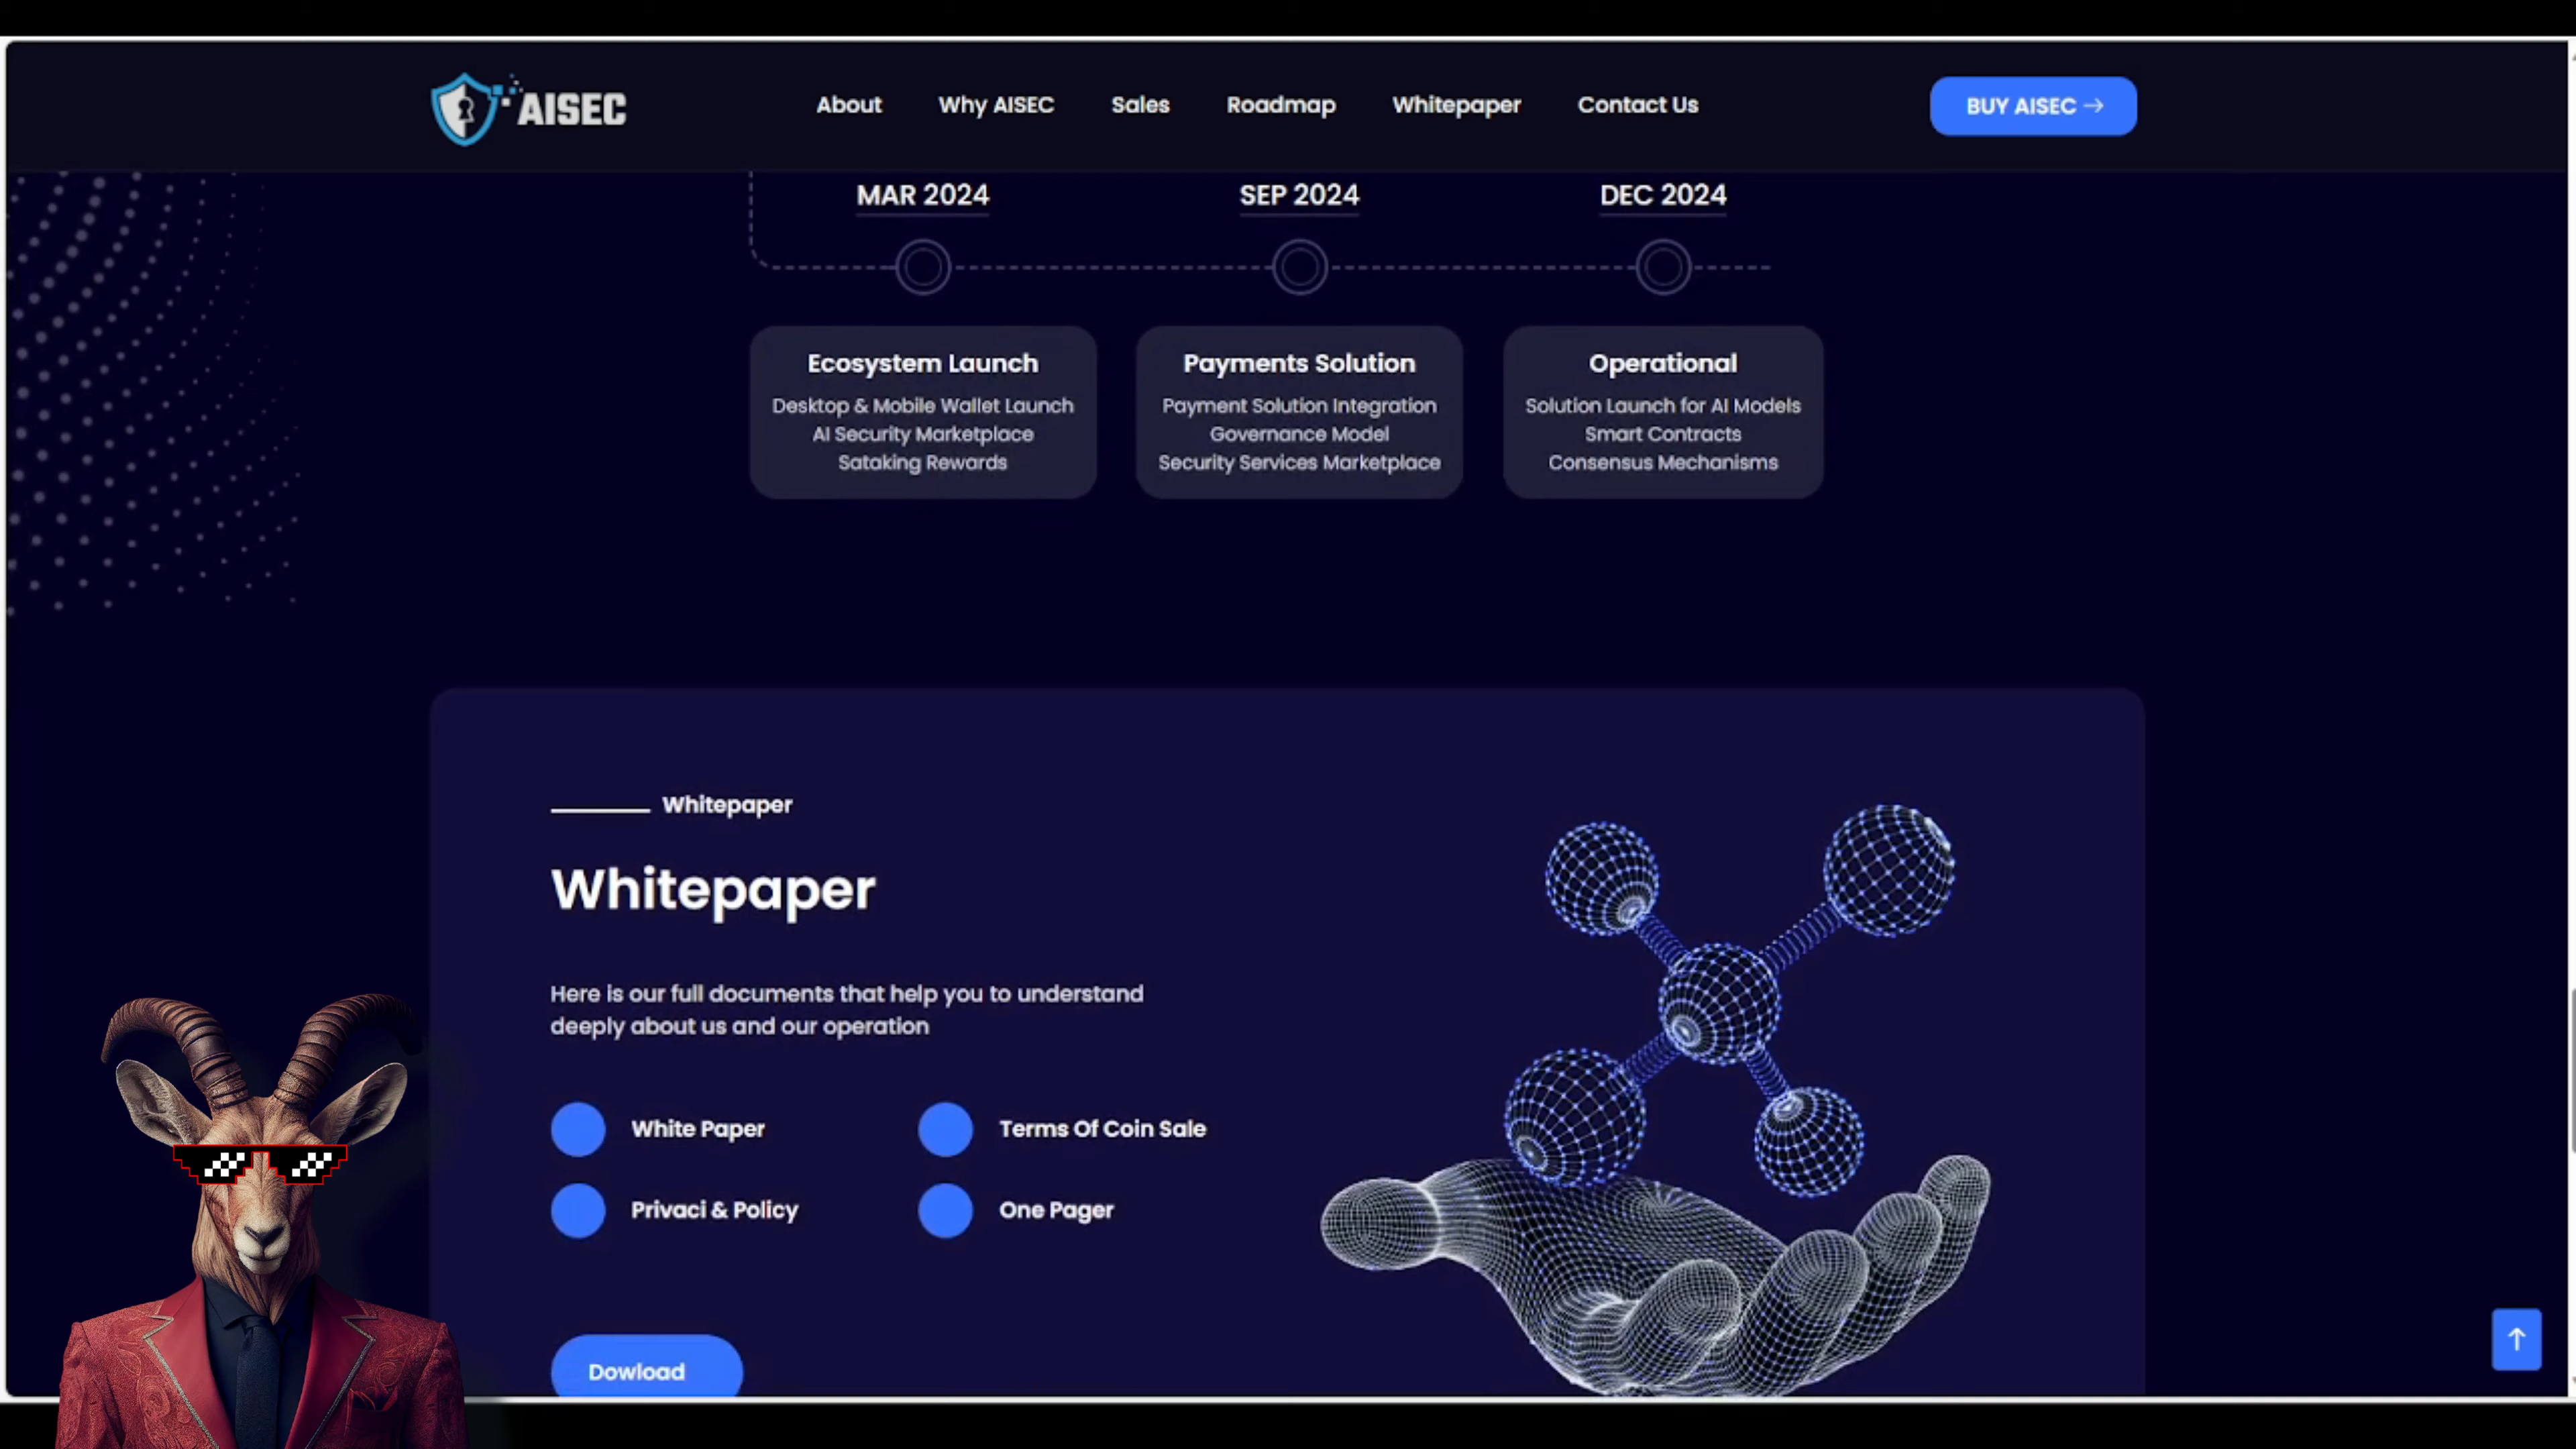 AISEC
About
Why AISEC
Sales
Roadmap
Whitepaper
Contact Us
BUY AISEC →
MAR 2024
SEP 2024
DEC 2024
Ecosystem Launch
Desktop & Mobile Wallet Launch
AI Security Marketplace
Sataking Rewards
Payments Solution
Payment Solution Integration
Governance Model
Security Services Marketplace
Operational
Solution Launch for AI Models
Smart Contracts
Consensus Mechanisms
Whitepaper
Whitepaper
Here is our full documents that help you to understand
deeply about us and our operation
White Paper
Terms Of Coin Sale
Privaci & Policy
One Pager
Dowload